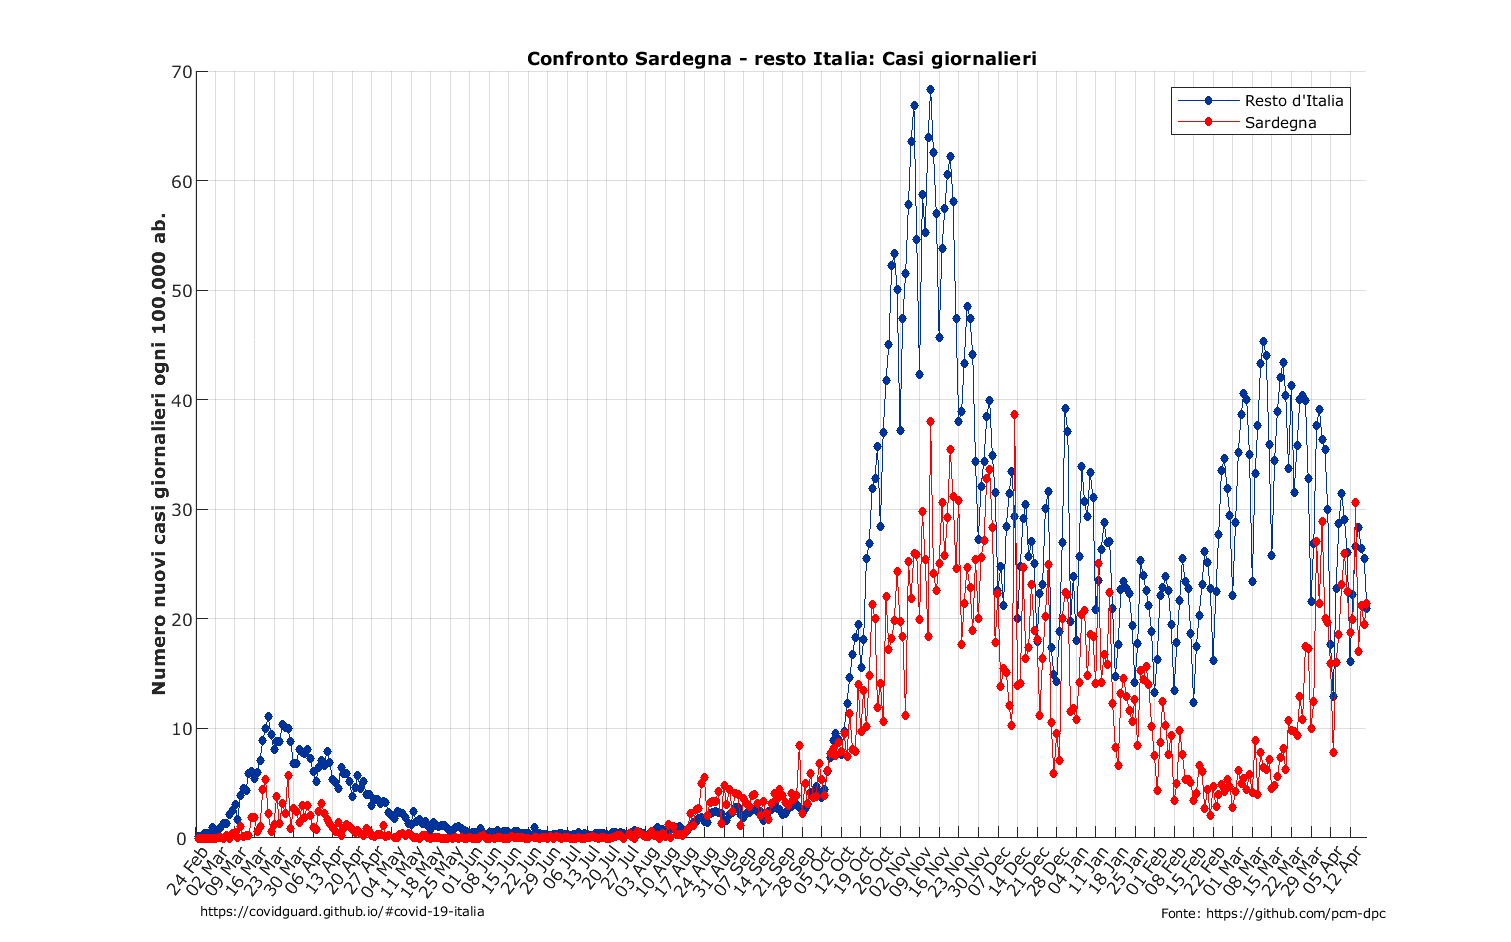 Confronto Sardegna - resto Italia: Casi giornalieri
Resto d'Italia
Sardegna
Numero nuovi casi giornalieri ogni 100.000 ab.
70
60
50
40
30
20
10
0
24 Feb
02 Mar
09 Mar
16 Mar
23 Mar
30 Mar
06 Apr
13 Apr
20 Apr
27 Apr
04 May
11 May
18 May
25 May
01 Jun
08 Jun
15 Jun
22 Jun
29 Jun
06 Jul
13 Jul
20 Jul
27 Jul
03 Aug
10 Aug
17 Aug
24 Aug
31 Aug
07 Sep
14 Sep
21 Sep
28 Sep
05 Oct
12 Oct
19 Oct
26 Oct
02 Nov
09 Nov
16 Nov
23 Nov
30 Nov
07 Dec
14 Dec
21 Dec
28 Dec
04 Jan
11 Jan
18 Jan
25 Jan
01 Feb
08 Feb
15 Feb
22 Feb
01 Mar
08 Mar
15 Mar
22 Mar
29 Mar
05 Apr
12 Apr
https://covidguard.github.io/#covid-19-italia
Fonte: https://github.com/pcm-dpc